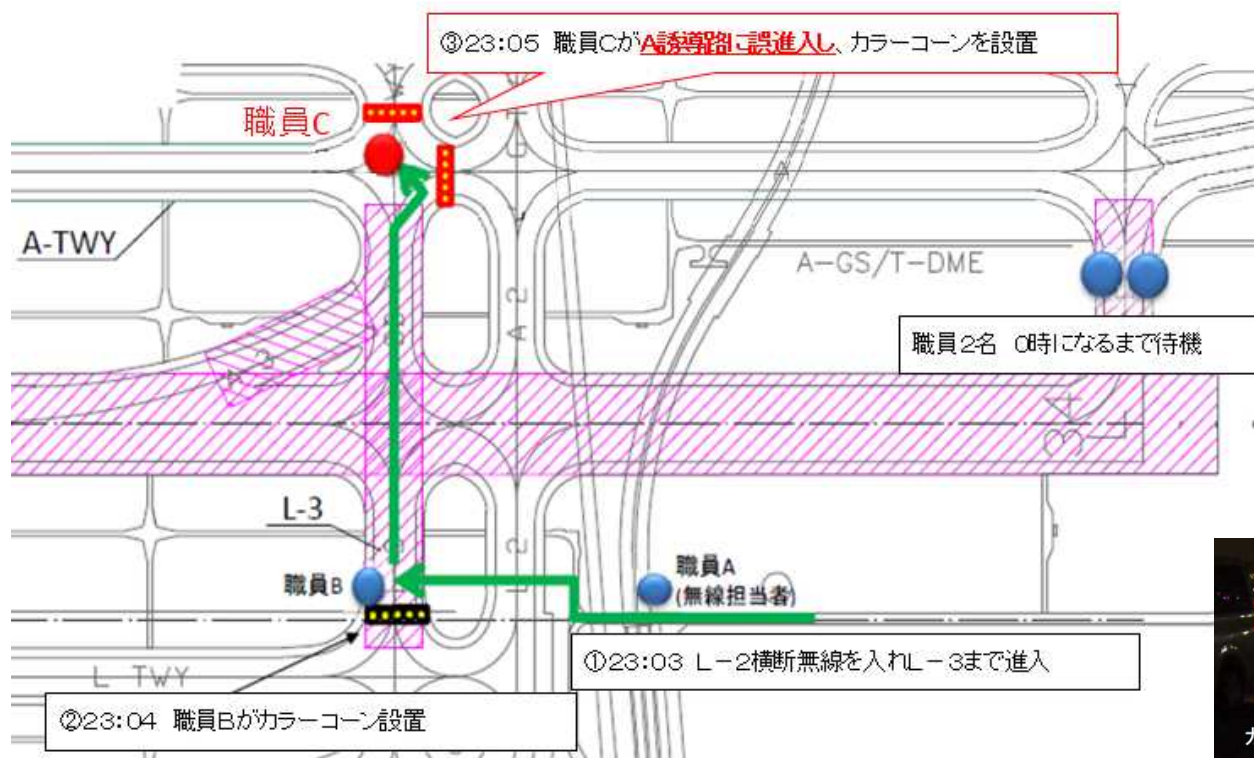 ③23:05 職員CがA誘導路に誤進入し、カラーコーンを設置
職員C
A-TWY
A-GS/T-DME
A
A2
A-3
職員2名 0時になるまで待機
34
L-3
L2
職員B
職員A
(無線担当者)
①23:03 L-2横断無線を入れL-3まで進入
L TWY
②23:04 職員Bがカラーコーン設置